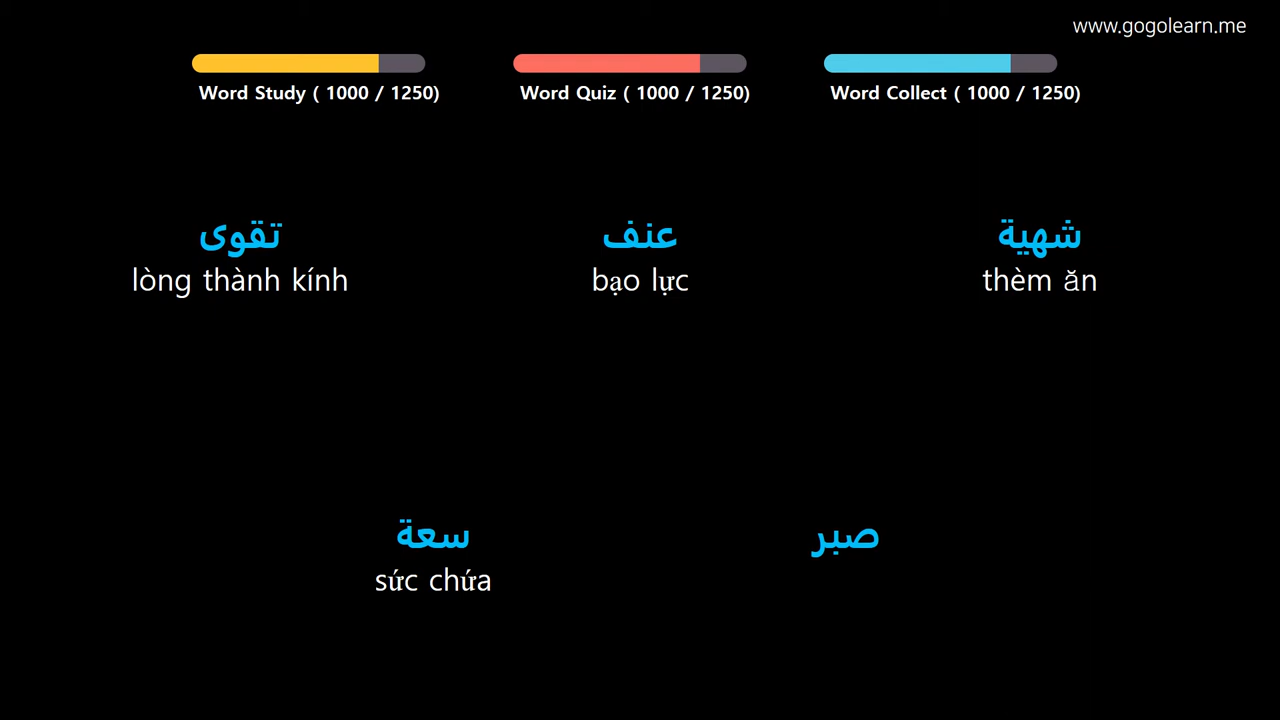 www.gogolearn.me
Word Study ( 1000 / 1250)
Word Quiz ( 1000 / 1250)
Word Collect ( 1000 / 1250)
تقوى
lòng thành kính
عنف
bạo lực
شهية
thèm ăn
سعة
sức chứa
صبر